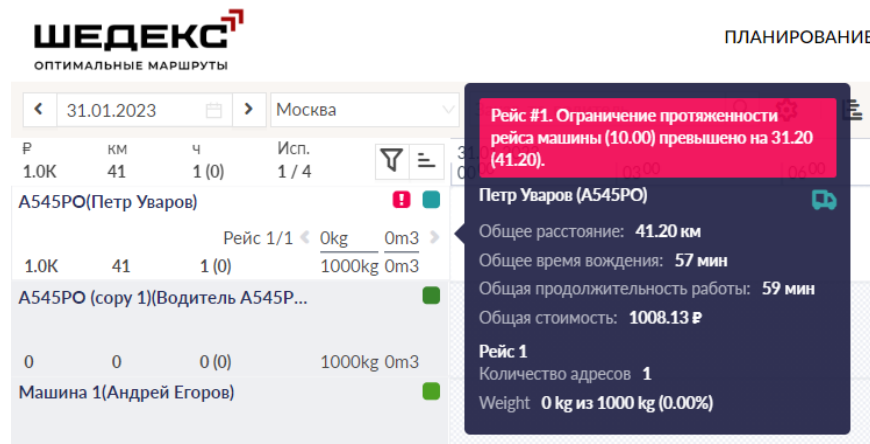 ШЕДЕКС
ОПТИМАЛЬНЫЕ МАРШРУТЫ
ПЛАНИРОВАНИЕ
31.01.2023
Москва
₽ км ч Исп.
1.0K 41 1 (0) 1 / 4
A545PO(Петр Уваров)
Рейс 1/1 0kg 0m3
1.0K 41 1 (0) 1000kg 0m3
A545PO (copy 1)(Водитель A545P...
0 0 0 (0) 1000kg 0m3
Машина 1(Андрей Егоров)
Рейс #1. Ограничение протяженности
рейса машины (10.00) превышено на 31.20
(41.20).
Петр Уваров (A545PO)
Общее расстояние: 41.20 км
Общее время вождения: 57 мин
Общая продолжительность работы: 59 мин
Общая стоимость: 1008.13 ₽
Рейс 1
Количество адресов 1
Weight 0 kg из 1000 kg (0.00%)